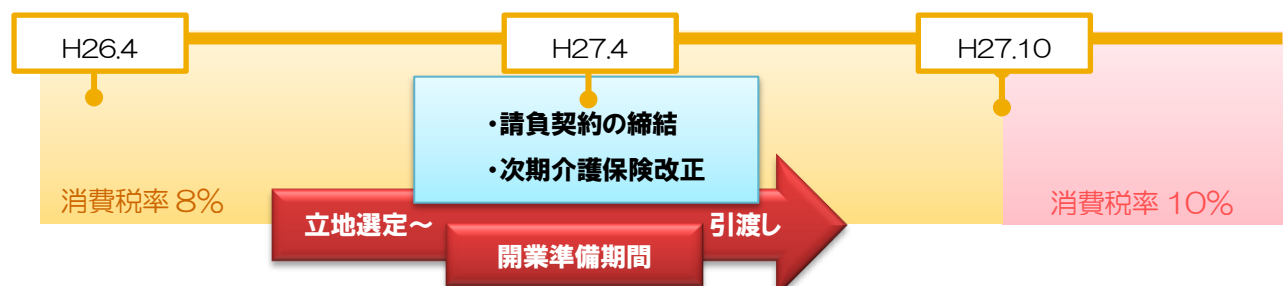 H26.4
H27.4
H27.10
・請負契約の締結
・次期介護保険改正
消費税率 8%
消費税率 10%
立地選定～
引渡し
開業準備期間